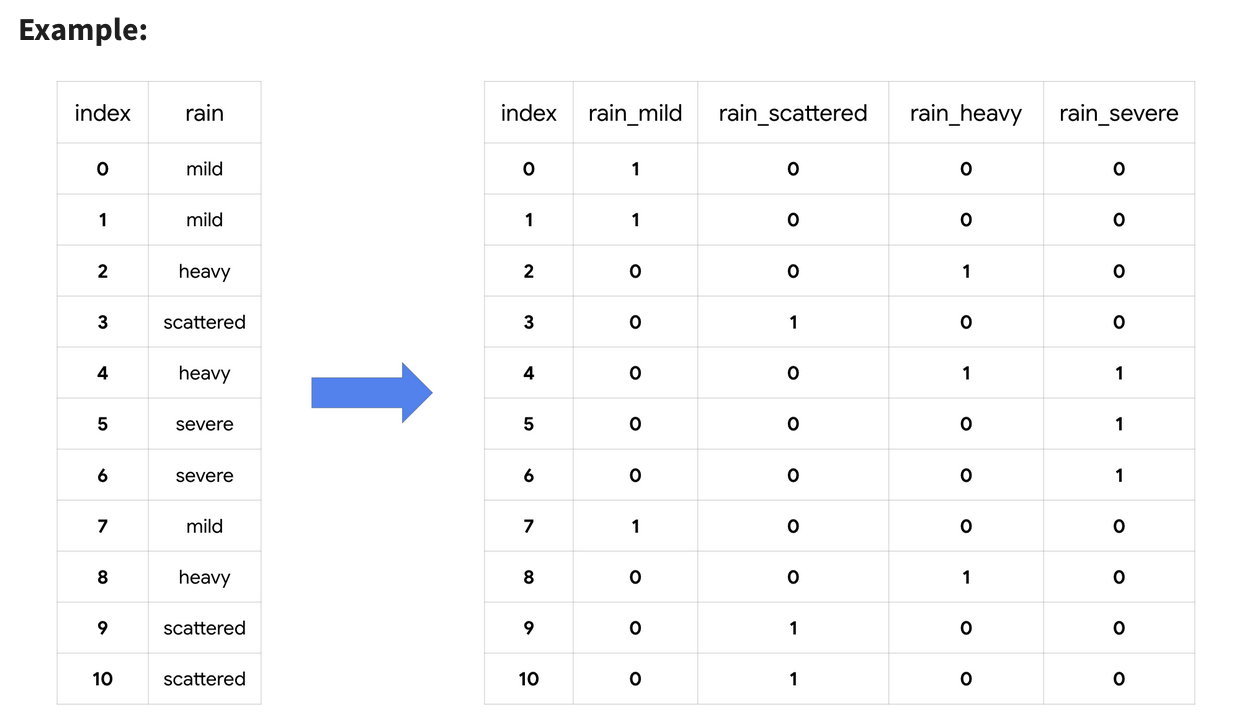 Example:
index rain
0 mild
1 mild
2 heavy
3 scattered
4 heavy
5 severe
6 severe
7 mild
8 heavy
9 scattered
10 scattered
index rain_mild rain_scattered rain_heavy rain_severe
0 1 0 0 0
1 1 0 0 0
2 0 0 1 0
3 0 1 0 0
4 0 0 1 1
5 0 0 0 1
6 0 0 0 1
7 1 0 0 0
8 0 0 1 0
9 0 1 0 0
10 0 1 0 0